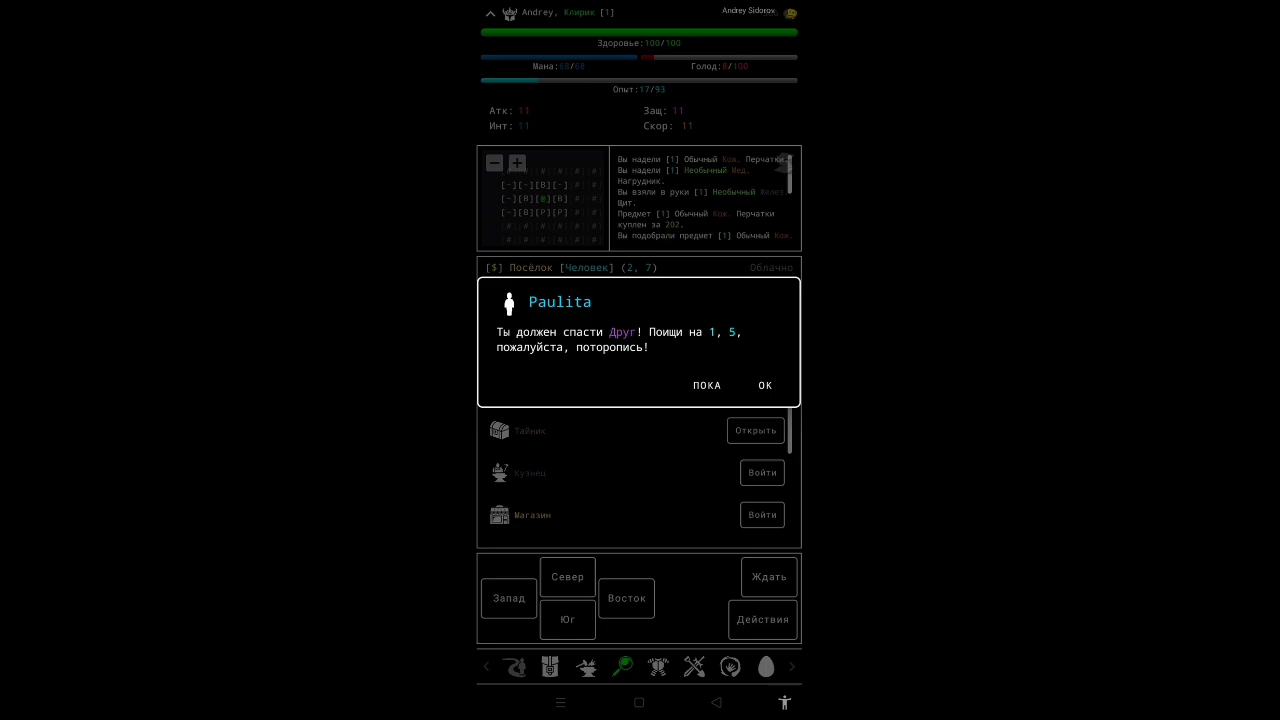 Andrey, Клирик [1]
Andrey Sidorov
Здоровье:100/100
Мана:60/60
Голод:0/100
Опыт:17/93
Атк: 11
Защ: 11
Инт: 11
Скор: 11
Вы надели [1] Обычный Кож. Перчатки.
Вы надели [1] Необычный Мед.
Нагрудник.
Вы взяли в руки [1] Необычный Желез
Щит.
Предмет [1] Обычный Кож. Перчатки
куплен за 202.
Вы подобрали предмет [1] Обычный Кож.
[~][~][В][~]
[~][В][@][В]
[~][В][Р][Р]
[$] Посёлок [Человек] (2, 7)
Облачно
Paulita
Ты должен спасти Друг! Поищи на 1, 5,
пожалуйста, поторопись!
ПОКА
ОК
Тайник
Открыть
Кузнец
Войти
Магазин
Войти
Север
Ждать
Запад
Восток
Юг
Действия